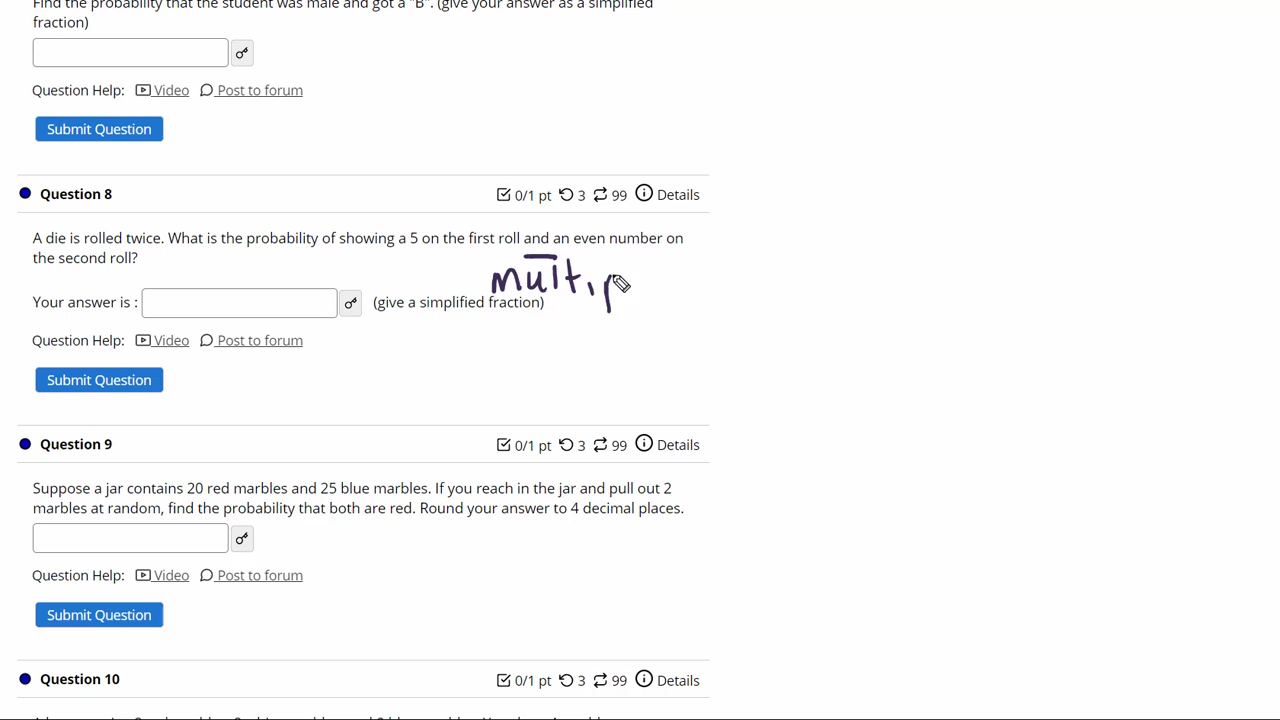 Find the probability that the student was male and got a "B". (give your answer as a simplified
fraction)
Question Help: Video Post to forum
Submit Question
Question 8 0/1 pt 3 99 Details
A die is rolled twice. What is the probability of showing a 5 on the first roll and an even number on
the second roll?
multip
Your answer is : (give a simplified fraction)
Question Help: Video Post to forum
Submit Question
Question 9 0/1 pt 3 99 Details
Suppose a jar contains 20 red marbles and 25 blue marbles. If you reach in the jar and pull out 2
marbles at random, find the probability that both are red. Round your answer to 4 decimal places.
Question Help: Video Post to forum
Submit Question
Question 10 0/1 pt 3 99 Details